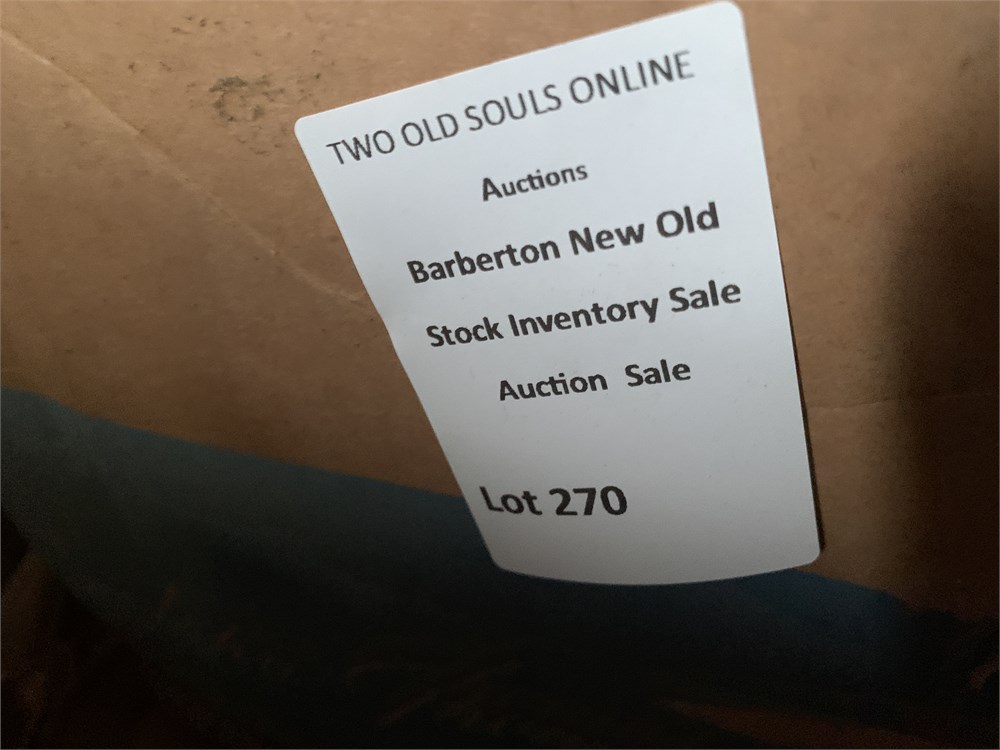 TWO OLD SOULS ONLINE
Auctions
Barberton New Old
Stock Inventory Sale
Auction Sale
Lot 270